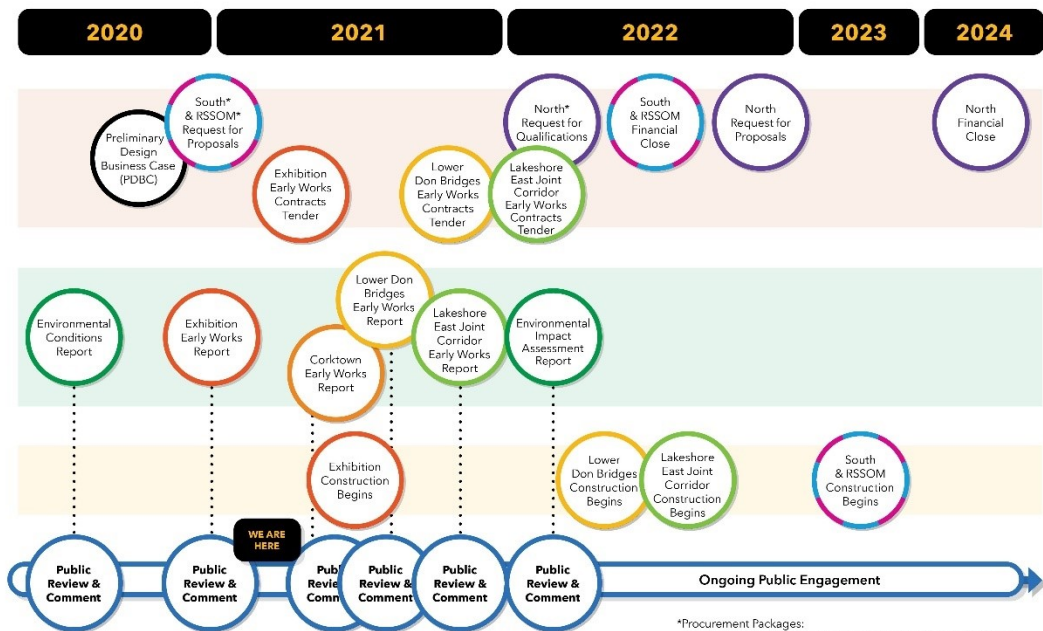 2020
2021
2022
2023
2024
Preliminary
Design
Business Case
(PDBC)
South*
& RSSOM*
Request for
Proposals
Exhibition
Early Works
Contracts
Tender
Lower
Don Bridges
Early Works
Contracts
Tender
North*
Request for
Qualifications
Lakeshore
East Joint
Corridor
Early Works
Contracts
Tender
South
& RSSOM
Financial
Close
North
Request for
Proposals
North
Financial
Close
Environmental
Conditions
Report
Exhibition
Early Works
Report
Corktown
Early Works
Report
Lower Don
Bridges
Early Works
Report
Lakeshore
East Joint
Corridor
Early Works
Report
Environmental
Impact
Assessment
Report
Exhibition
Construction
Begins
Lower
Don Bridges
Construction
Begins
Lakeshore
East Joint
Corridor
Construction
Begins
South
& RSSOM
Construction
Begins
WE ARE
HERE
Public
Review &
Comment
Public
Review &
Comment
Public
Review &
Comment
Public
Review &
Comment
Public
Review &
Comment
Public
Review &
Comment
Ongoing Public Engagement
*Procurement Packages: